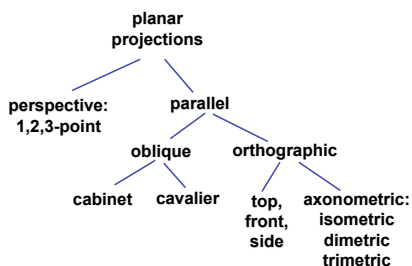 planar
projections
perspective:
1,2,3-point
parallel
oblique
orthographic
cabinet
cavalier
top,
front,
side
axonometric:
isometric
dimetric
trimetric